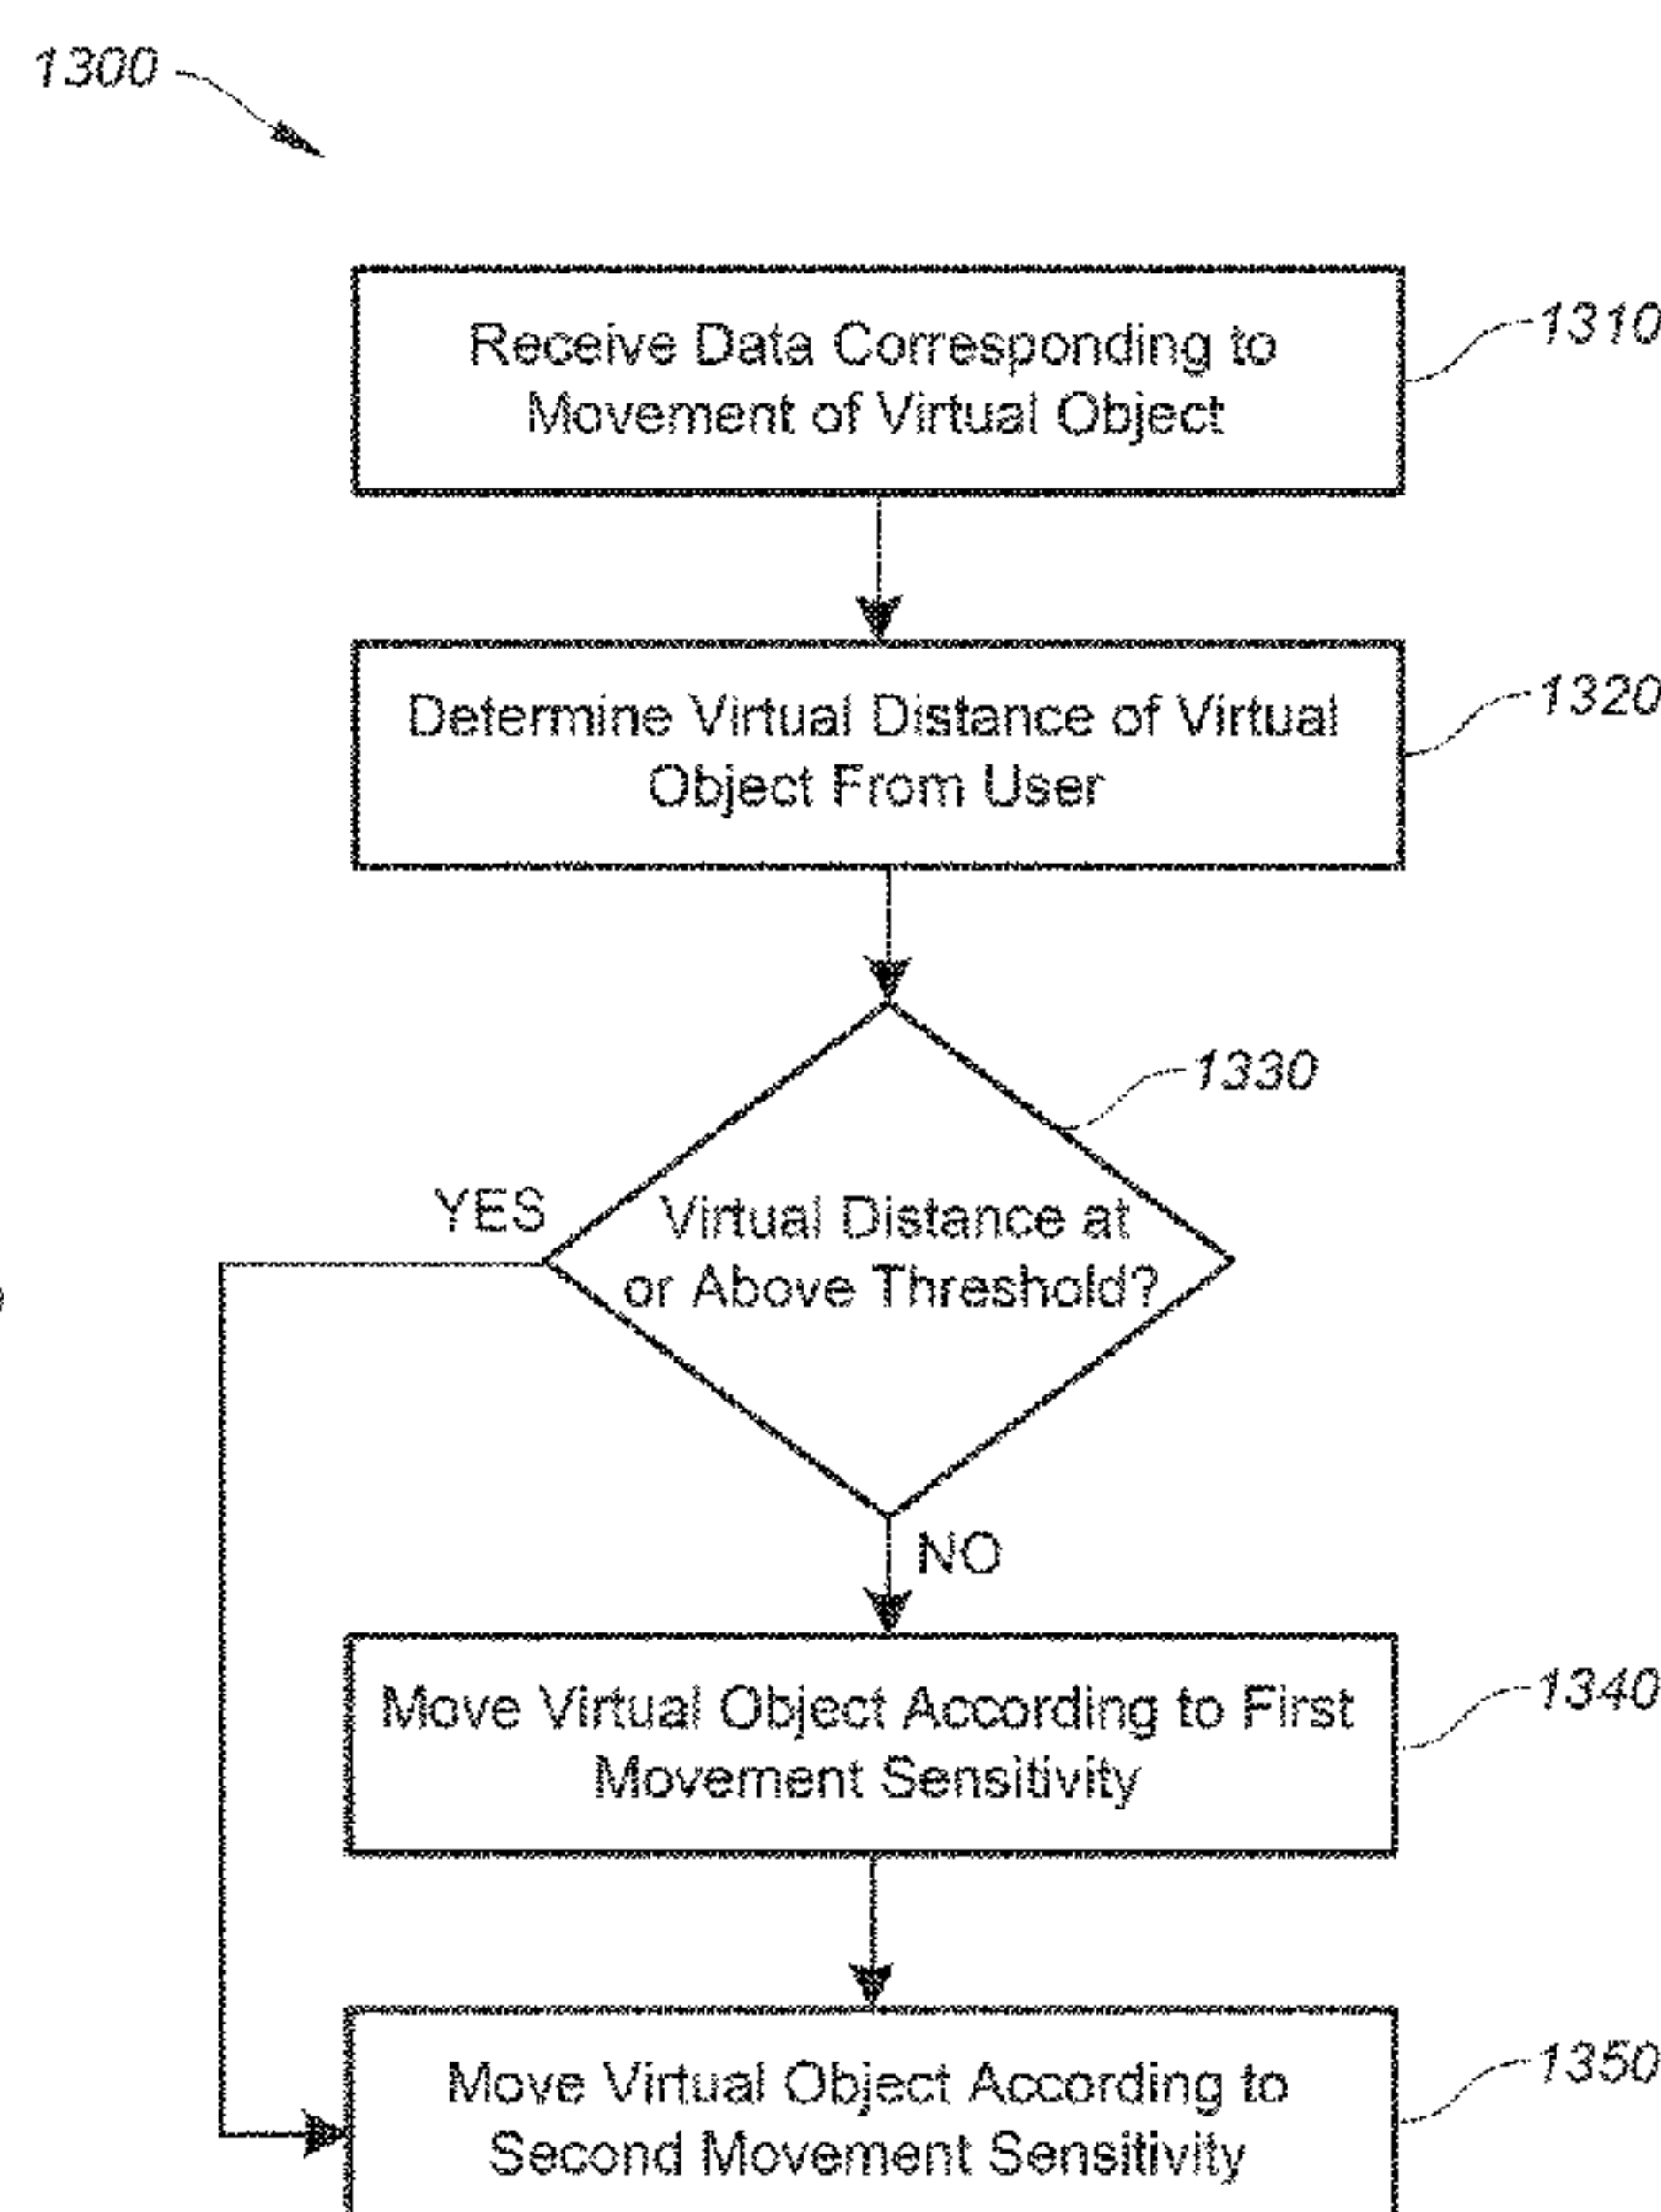 1300
Receive Data Corresponding to
Movement of Virtual Object
1310
Determine Virtual Distance of Virtual
Object From User
1320
1330
YES
Virtual Distance at
or Above Threshold?
NO
Move Virtual Object According to First
Movement Sensitivity
1340
Move Virtual Object According to
Second Movement Sensitivity
1350